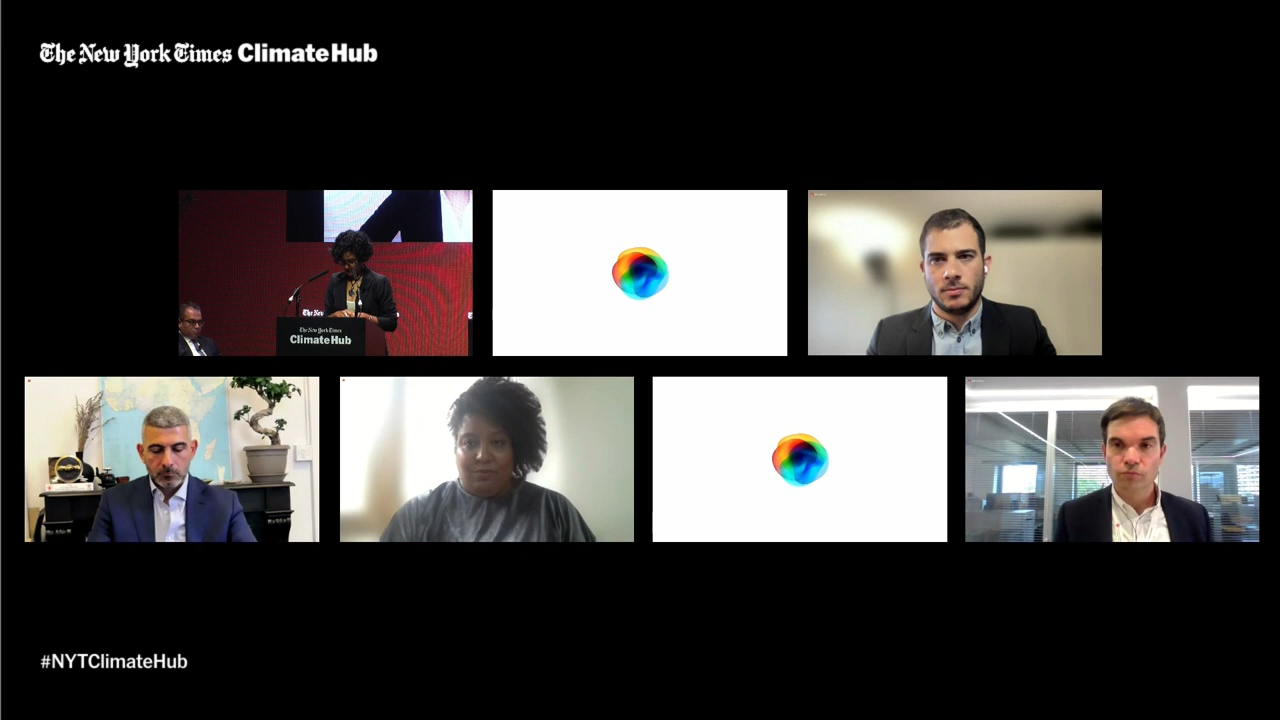 The New York Times Climate Hub
The New York Times
Climate Hub
#NYTClimateHub